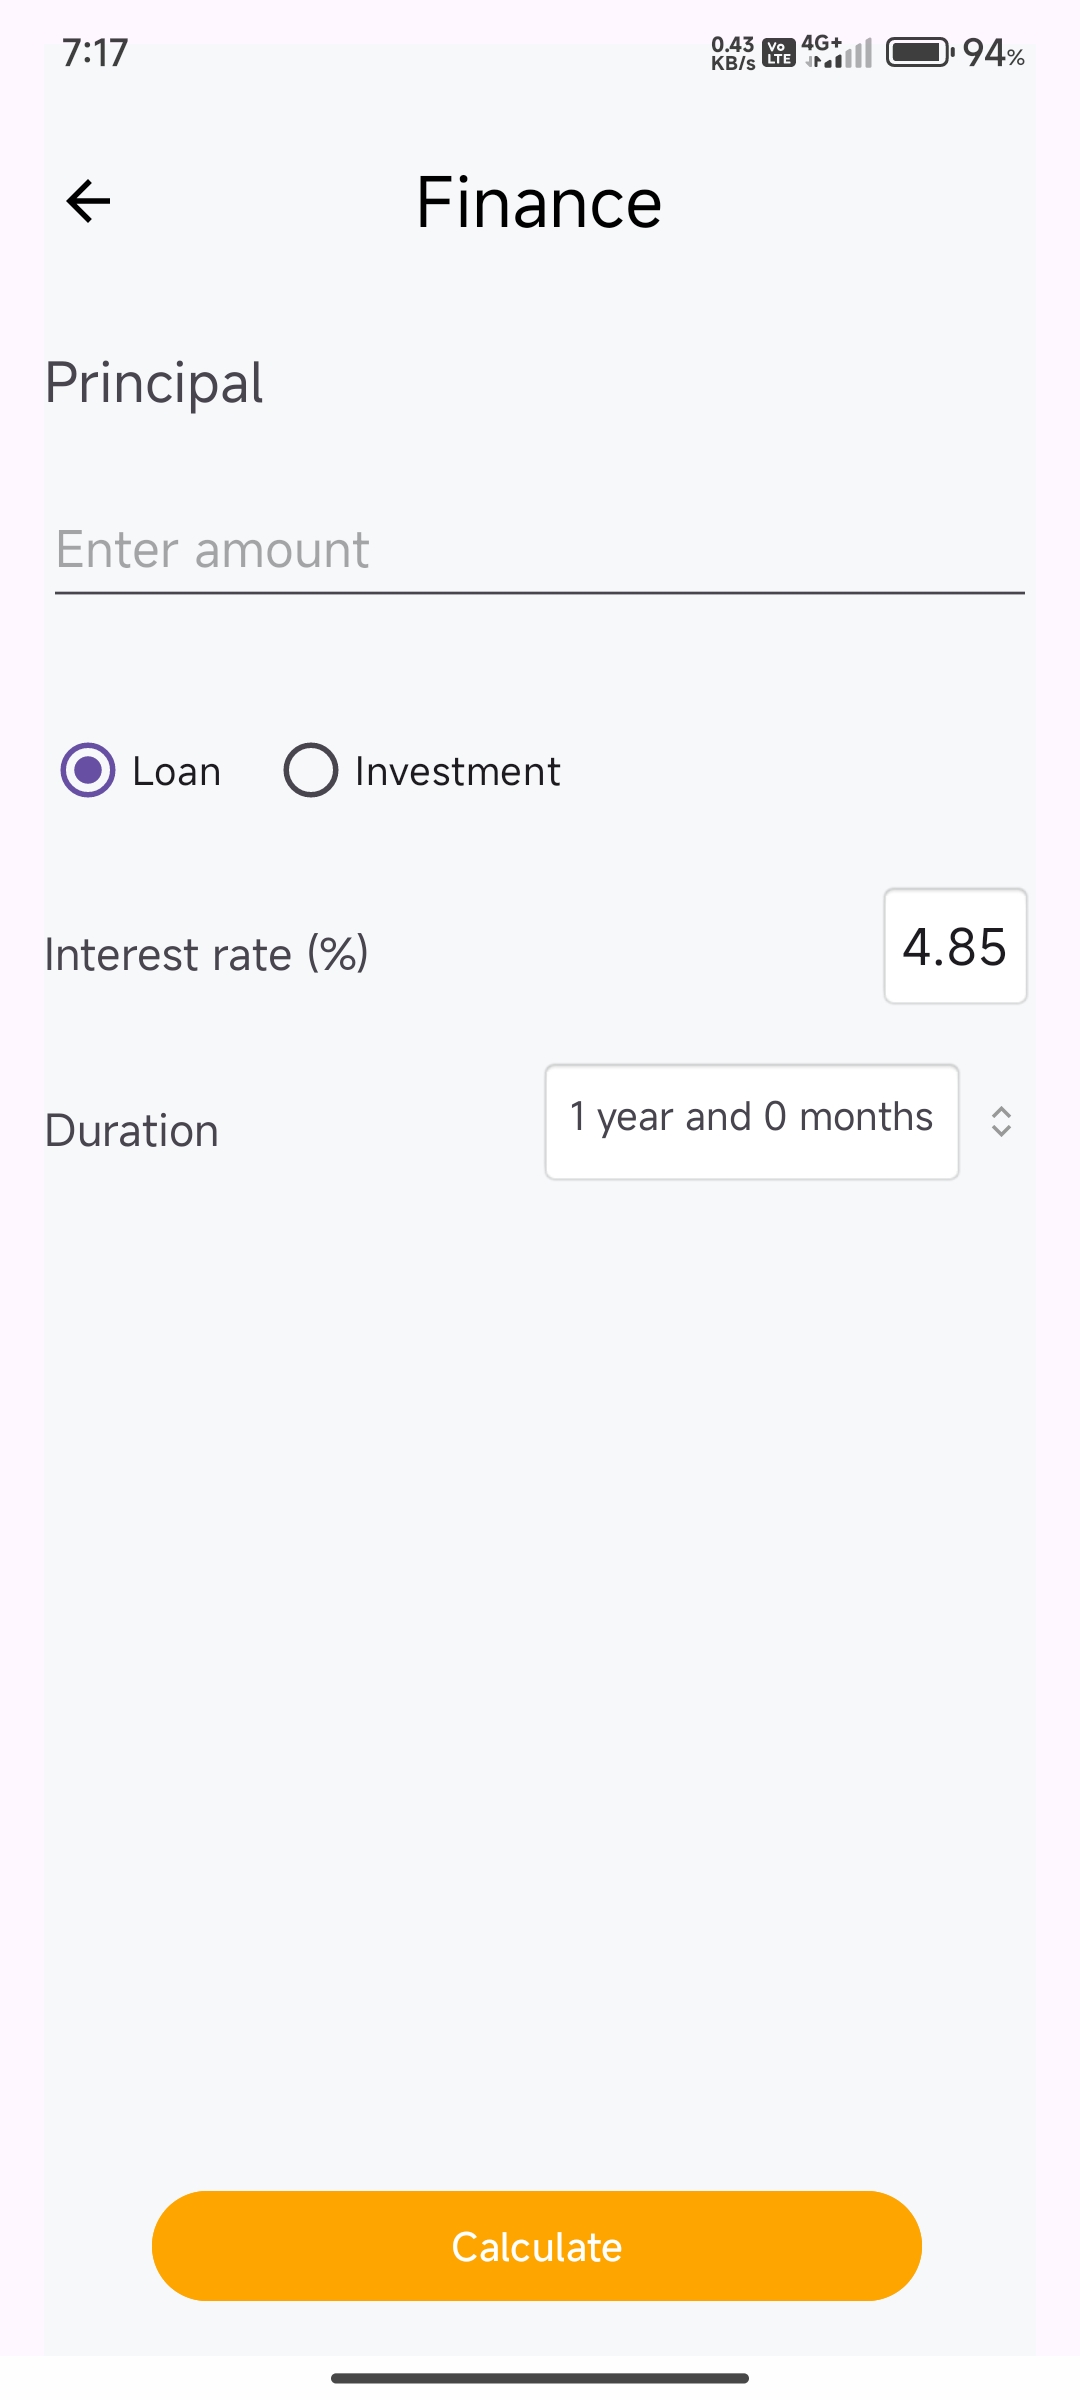 7:17
0.43 KB/s Vo LTE 4G+ 94%
Finance
Principal
Enter amount
Loan Investment
Interest rate (%) 4.85
Duration 1 year and 0 months
Calculate